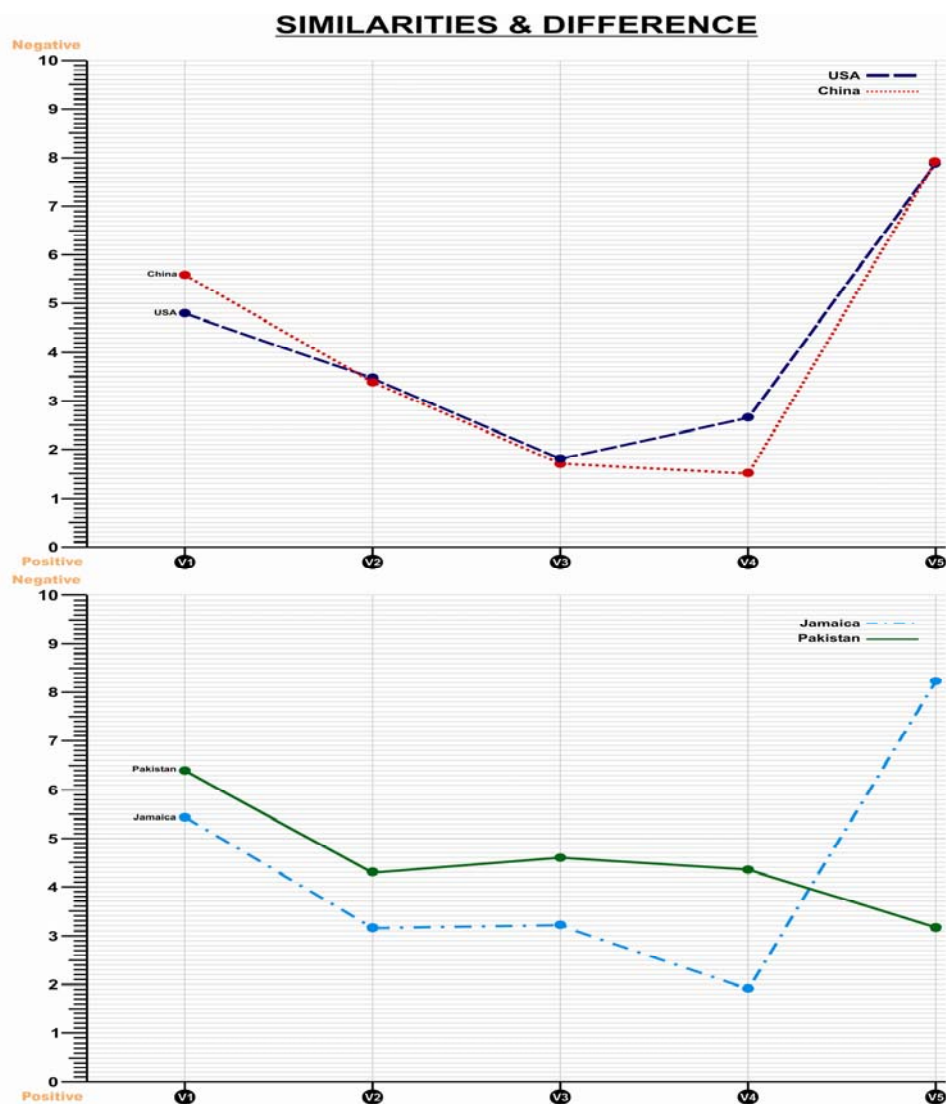 SIMILARITIES & DIFFERENCE
Negative
10
USA
China
9
8
7
6
China
5
USA
4
3
2
1
0
Positive
V1 V2 V3 V4 V5
Negative
10
Jamaica
Pakistan
9
8
7
Pakistan
6
Jamaica
5
4
3
2
1
0
Positive
V1 V2 V3 V4 V5